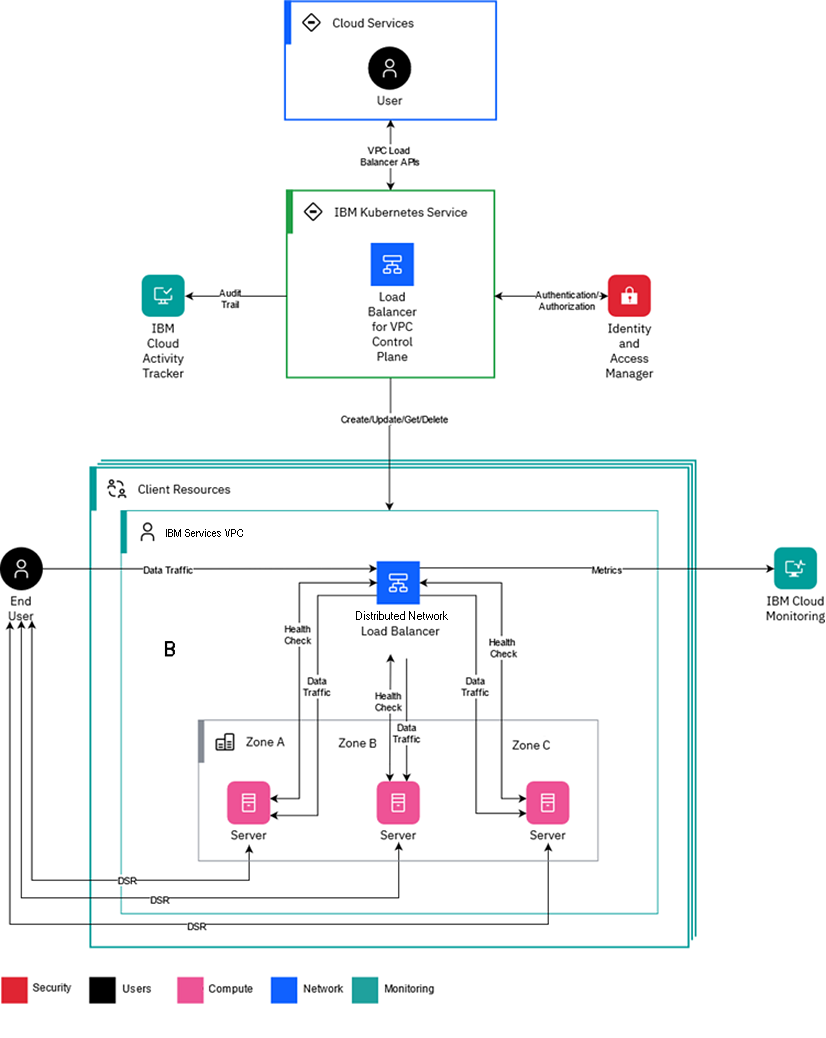 Cloud Services
User
VPC Load
Balancer APIs
IBM Kubernetes Service
Load
Balancer
for VPC
Control
Plane
Audit
Trail
IBM
Cloud
Activity
Tracker
Authentication/
Authorization
Identity
and
Access
Manager
Create/Update/Get/Delete
Client Resources
IBM Services VPC
End
User
Data Traffic
Distributed Network
Load Balancer
Metrics
IBM Cloud
Monitoring
B
Health
Check
Data
Traffic
Health
Check
Data
Traffic
Data
Traffic
Health
Check
Zone A
Zone B
Zone C
Server
Server
Server
DSR
DSR
DSR
Security
Users
Compute
Network
Monitoring